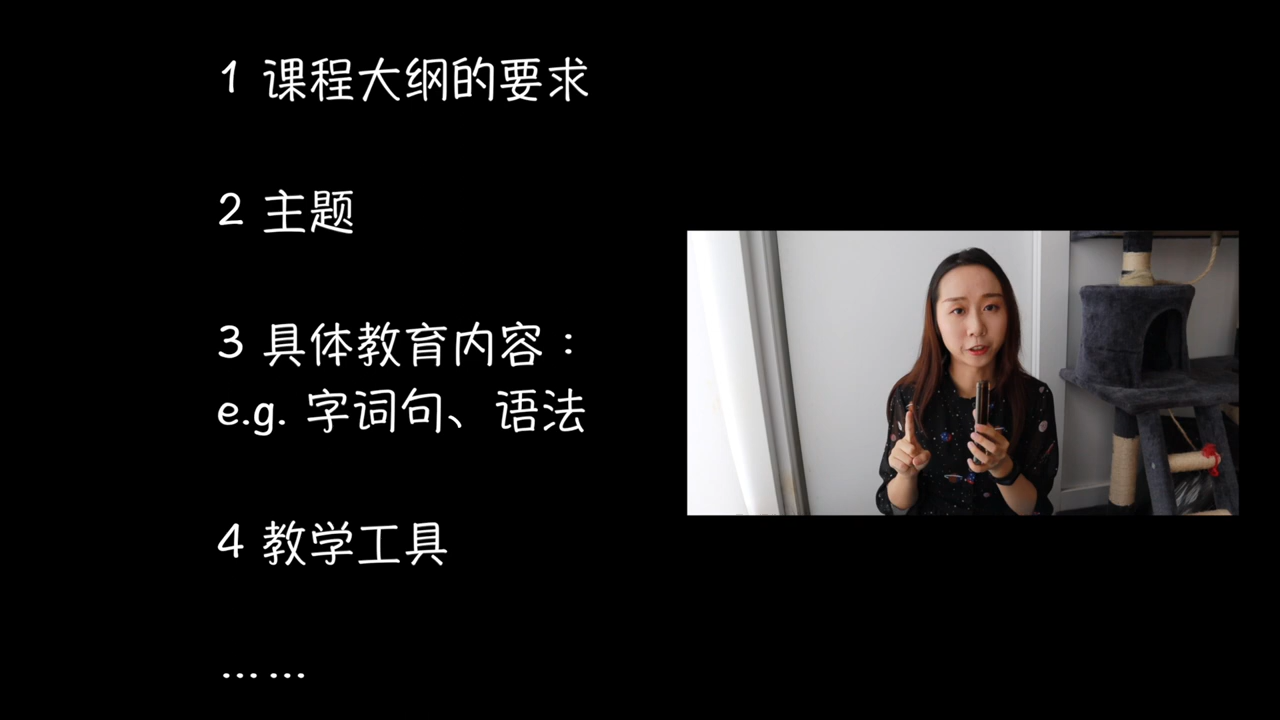 1 课程大纲的要求
2 主题
3 具体教育内容：
e.g. 字词句、语法
4 教学工具
……